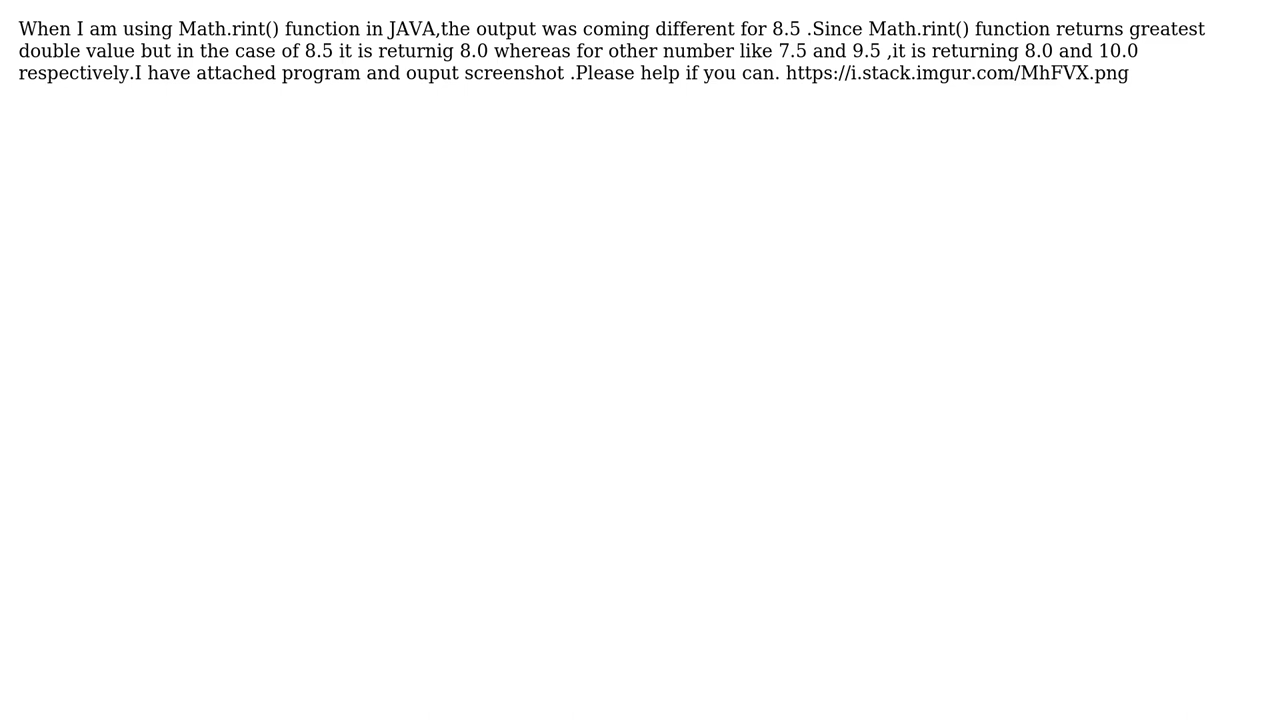 When I am using Math.rint() function in JAVA,the output was coming different for 8.5 .Since Math.rint() function returns greatest
double value but in the case of 8.5 it is returnig 8.0 whereas for other number like 7.5 and 9.5 ,it is returning 8.0 and 10.0
respectively.I have attached program and ouput screenshot .Please help if you can. https://i.stack.imgur.com/MhFVX.png